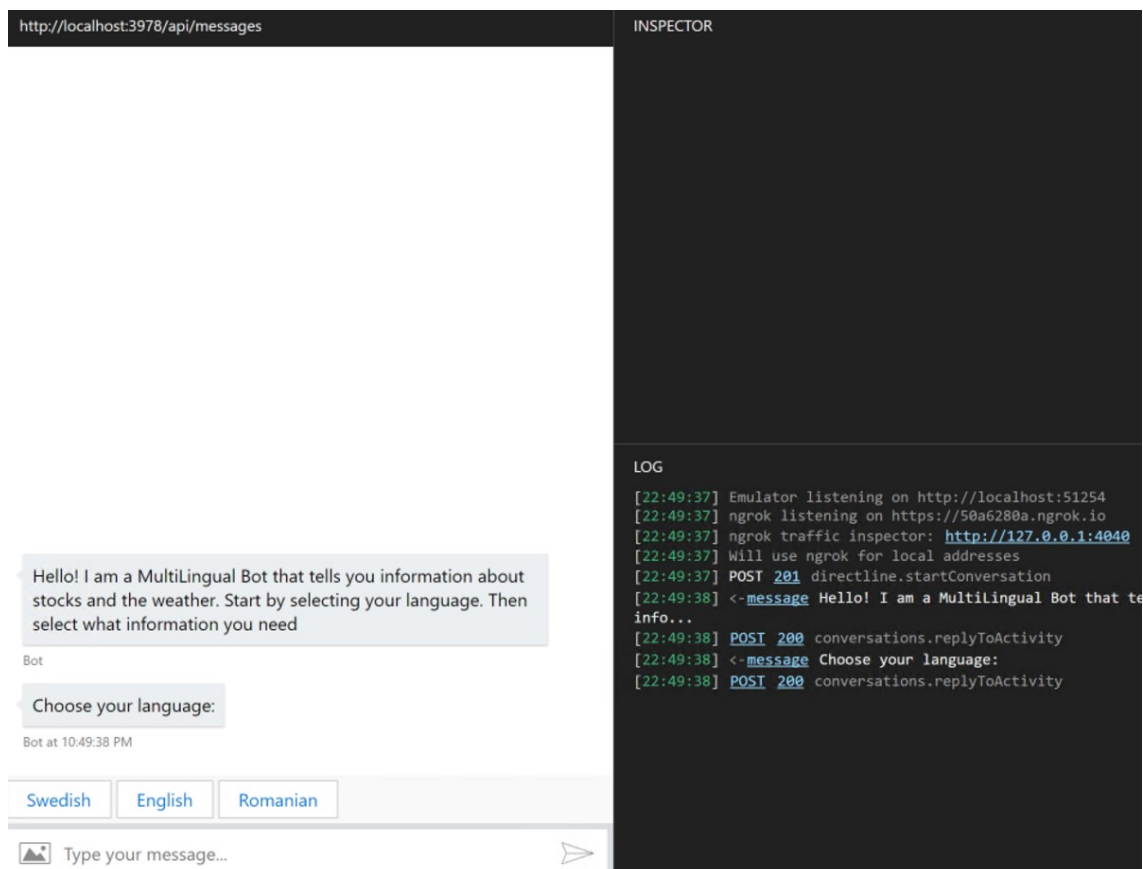 http://localhost:3978/api/messages
Hello! I am a MultiLingual Bot that tells you information about
stocks and the weather. Start by selecting your language. Then
select what information you need
Bot
Choose your language:
Bot at 10:49:38 PM
Swedish English Romanian
Type your message...
INSPECTOR
LOG
[22:49:37] Emulator listening on http://localhost:51254
[22:49:37] ngrok listening on https://50a6280a.ngrok.io
[22:49:37] ngrok traffic inspector: http://127.0.0.1:4040
[22:49:37] Will use ngrok for local addresses
[22:49:37] POST 201 directline.startConversation
[22:49:38] <-message Hello! I am a MultiLingual Bot that te
info...
[22:49:38] POST 200 conversations.replyToActivity
[22:49:38] <-message Choose your language:
[22:49:38] POST 200 conversations.replyToActivity